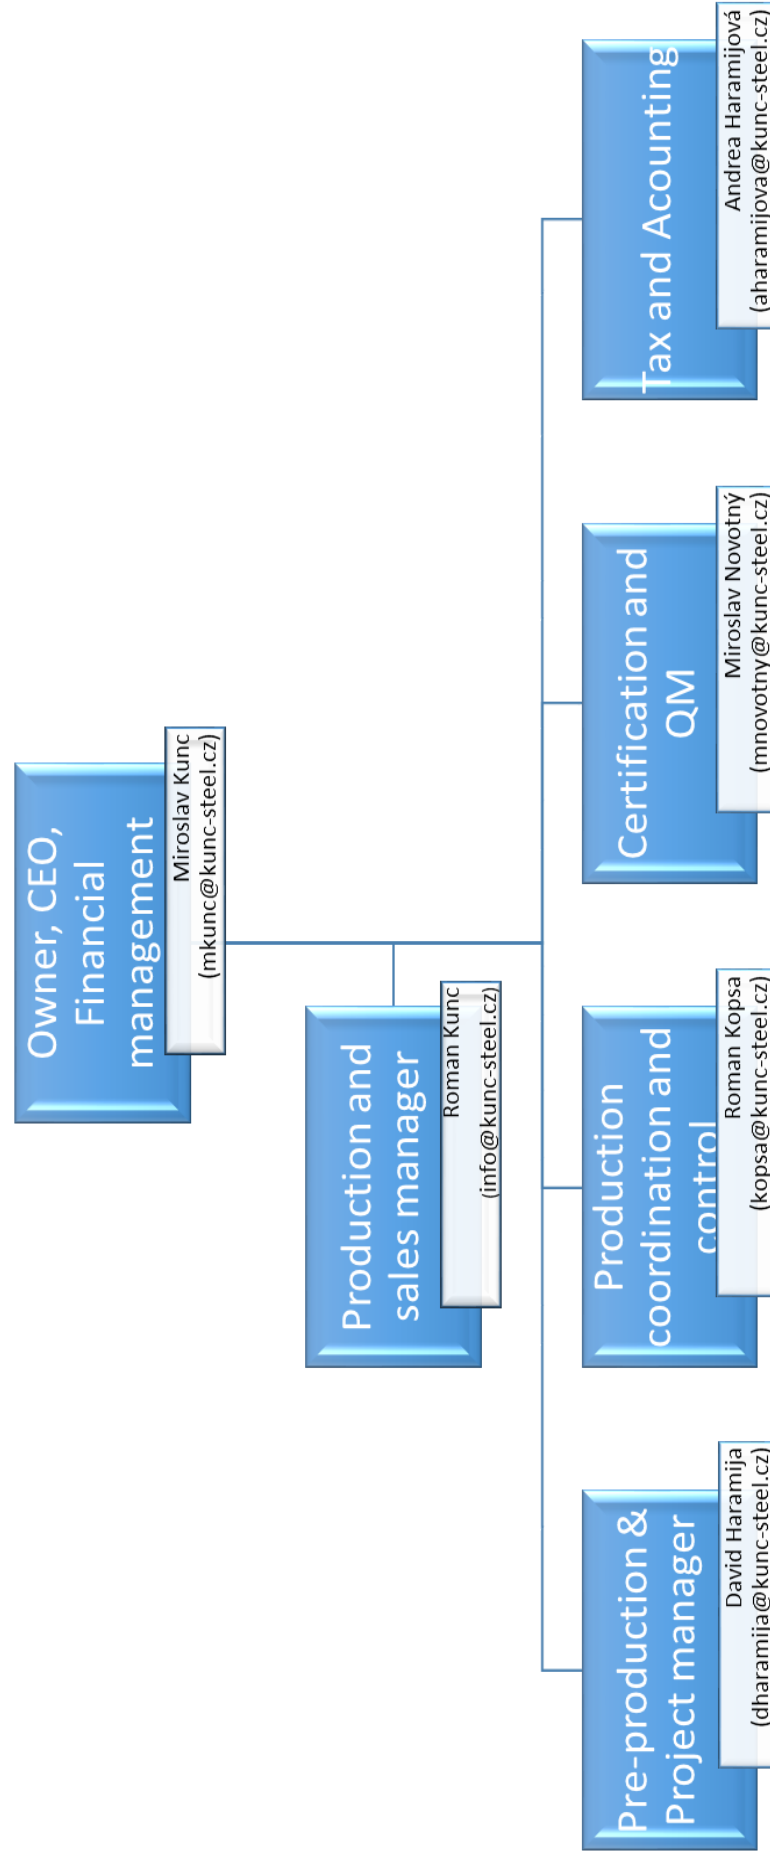 Owner, CEO,
Financial
management
Miroslav Kunc
(mkunc@kunc-steel.cz)
Production and
sales manager
Roman Kunc
(info@kunc-steel.cz)
Pre-production &
Project manager
David Haramija
(dharamija@kunc-steel.cz)
Production
coordination and
control
Roman Kopsa
(kopsa@kunc-steel.cz)
Certification and
QM
Miroslav Novotný
(mnovotny@kunc-steel.cz)
Tax and Acounting
Andrea Haramijová
(aharamijova@kunc-steel.cz)